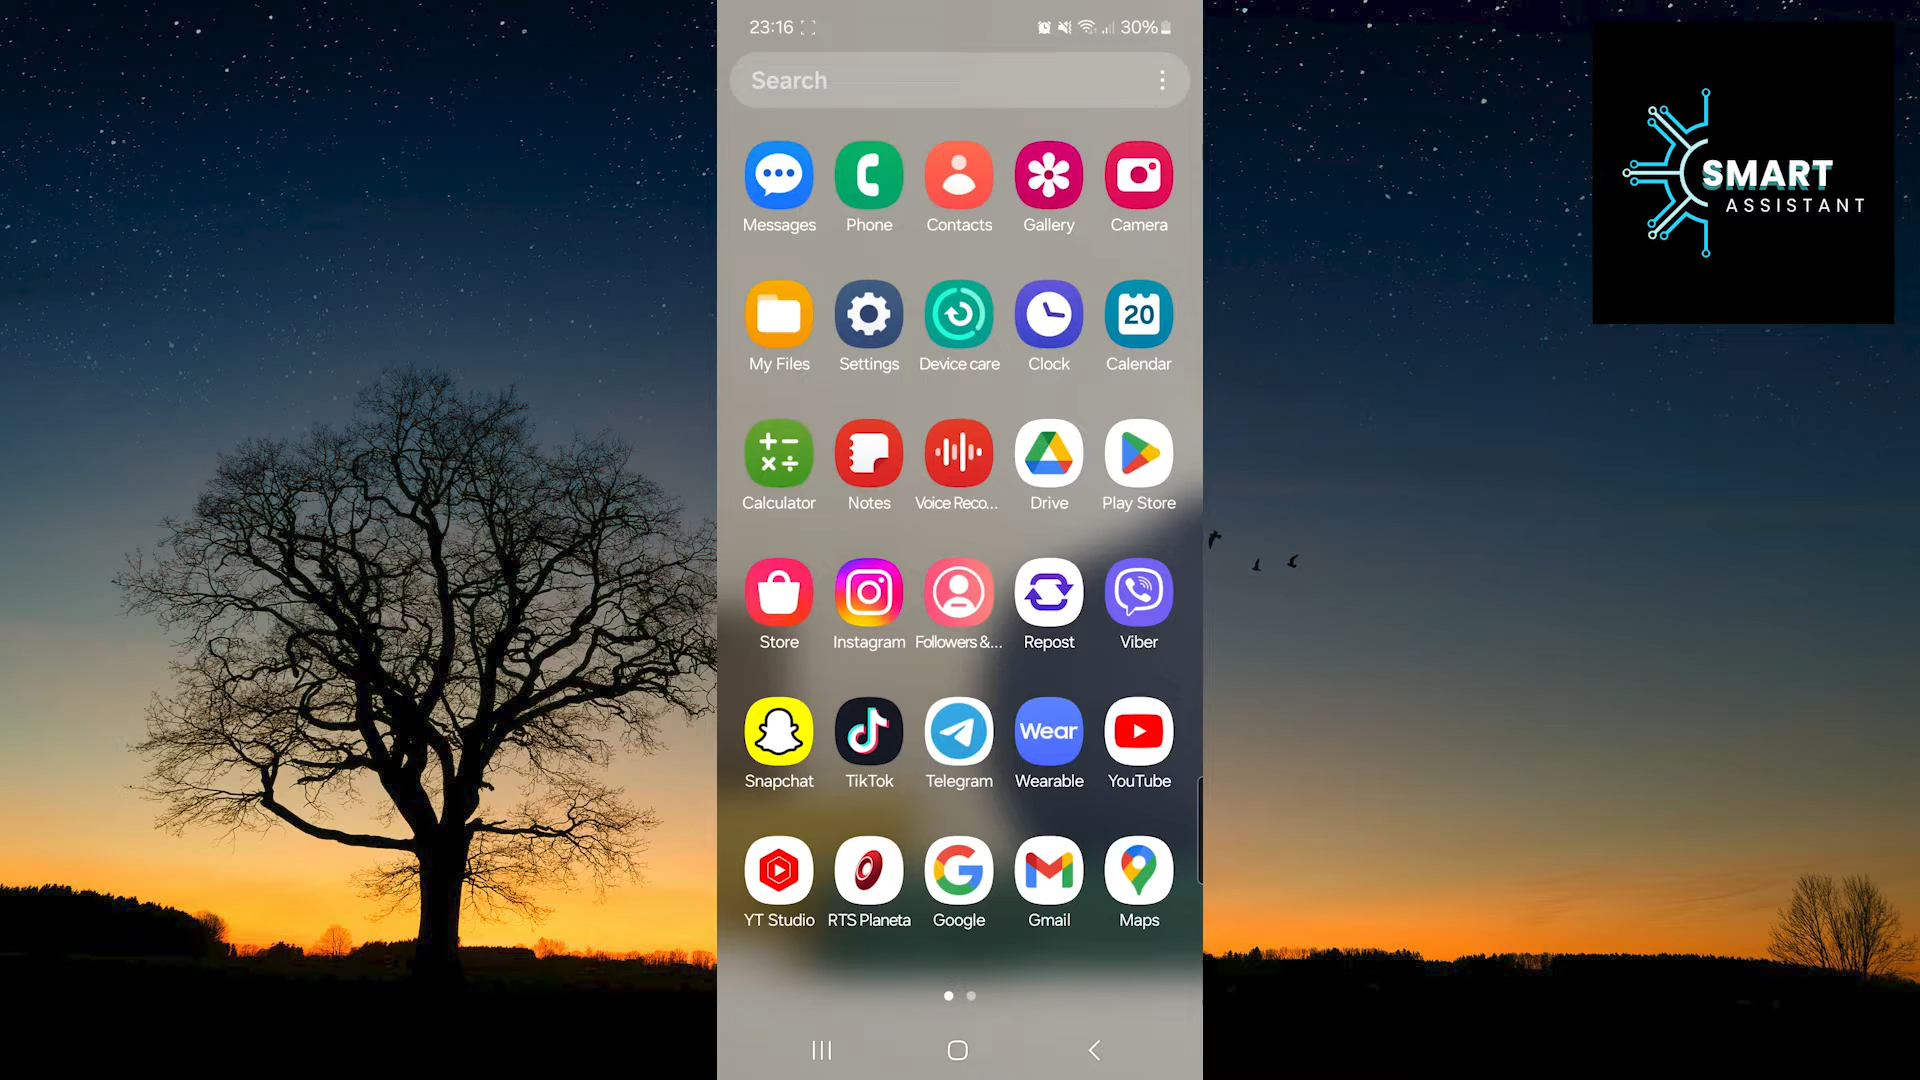 23:16
30%
Search
SMART
ASSISTANT
Messages Phone Contacts Gallery Camera
20
My Files Settings Device care Clock Calendar
Calculator Notes Voice Reco... Drive Play Store
Store Instagram Followers &... Repost Viber
Wear
Snapchat TikTok Telegram Wearable YouTube
YT Studio RTS Planeta Google Gmail Maps